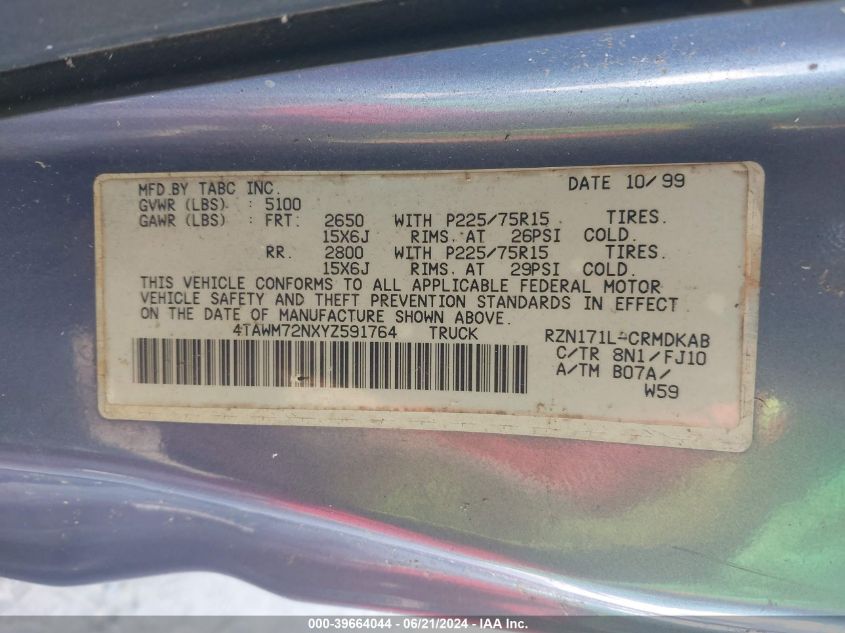 MFD.BY TABC INC. DATE 10/99
GVWR (LBS) : 5100
GAWR (LBS) : FRT: 2650 WITH P225/75R15 TIRES.
15X6J RIMS. AT 26PSI COLD.
RR. 2800 WITH P225/75R15 TIRES.
15X6J RIMS. AT 29PSI COLD.
THIS VEHICLE CONFORMS TO ALL APPLICABLE FEDERAL MOTOR
VEHICLE SAFETY AND THEFT PREVENTION STANDARDS IN EFFECT
ON THE DATE OF MANUFACTURE SHOWN ABOVE.
4TAWM72NXYZ591764 TRUCK RZN171L-CRMDKAB
C/TR 8N1/FJ10
A/TM B07A/
W59
000-39664044 / 06/21/2024 / IAA Inc.